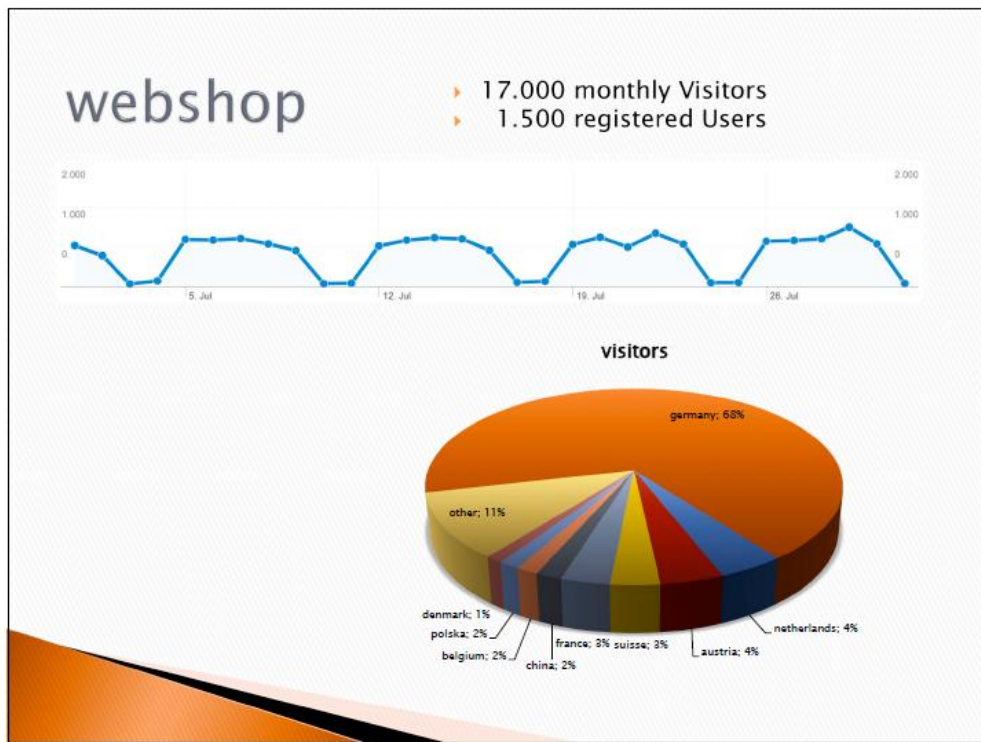 webshop
17.000 monthly Visitors
1.500 registered Users
2.000 2.000
1.000 1.000
0 0
5. Jul 12. Jul 19. Jul 26. Jul
visitors
germany; 68%
other; 11%
denmark; 1%
polska; 2%
belgium; 2%
china; 2%
france; 3%
suisse; 3%
austria; 4%
netherlands; 4%